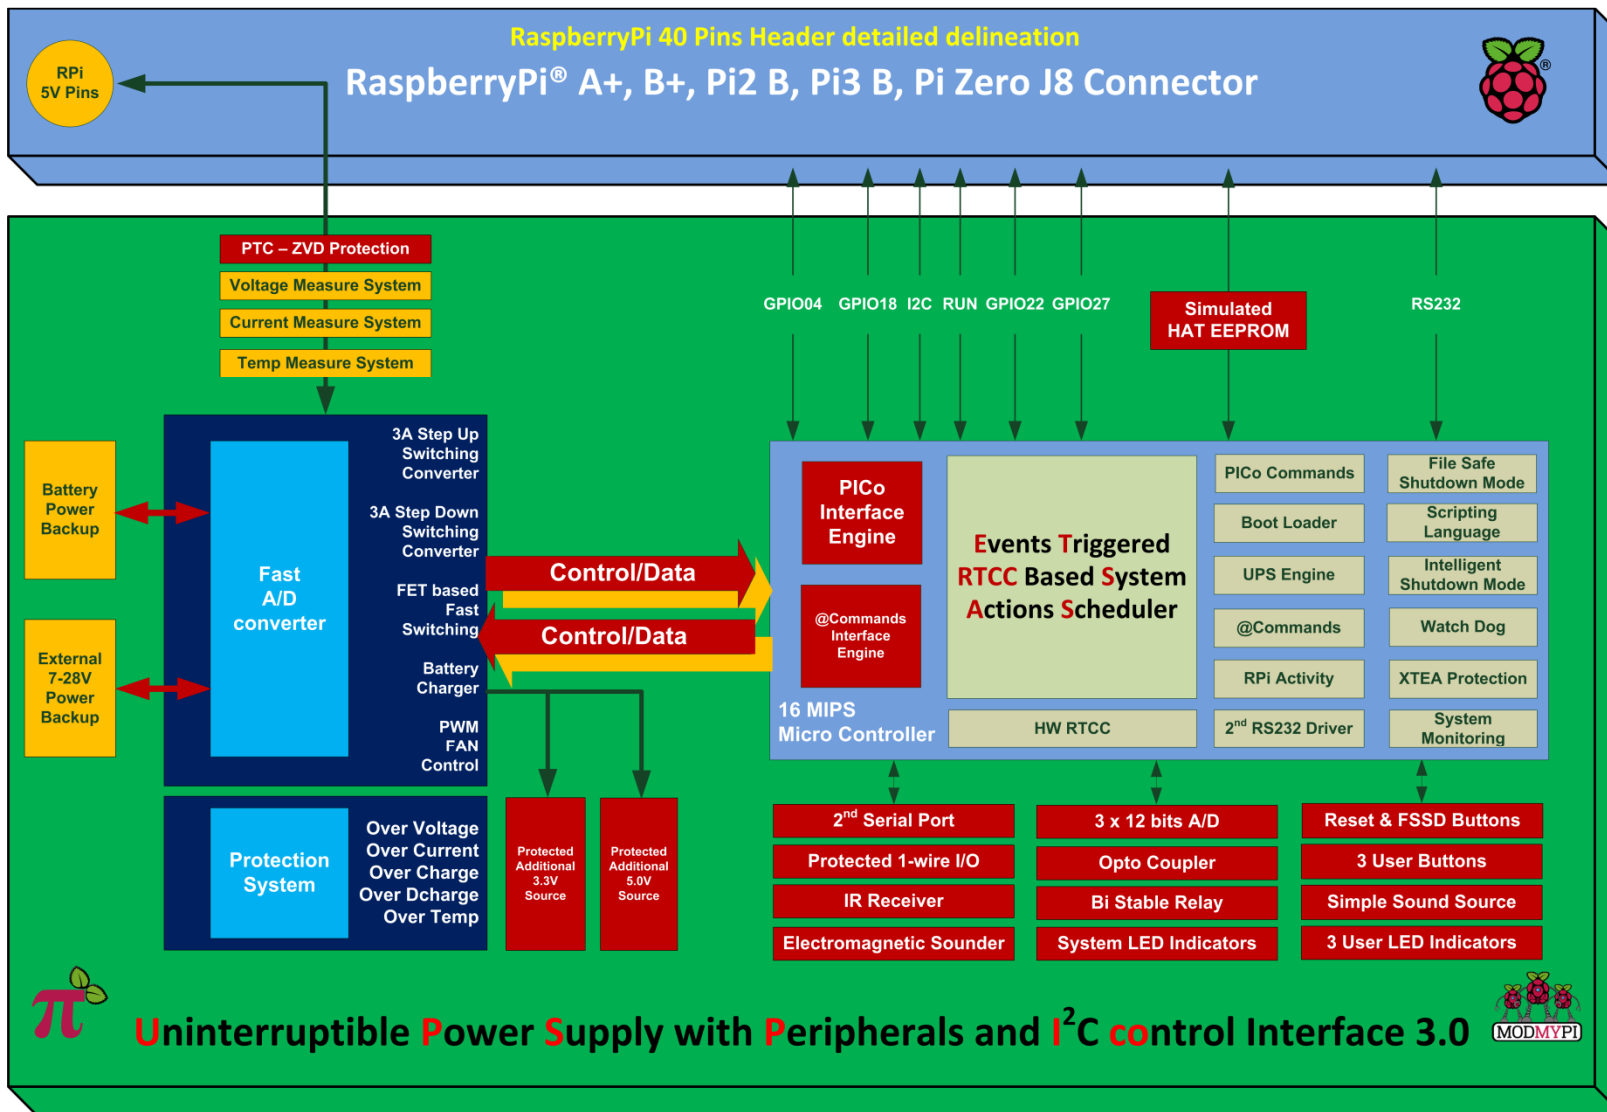 RaspberryPi 40 Pins Header detailed delineation
RaspberryPi® A+, B+, Pi2 B, Pi3 B, Pi Zero J8 Connector
RPi
5V Pins
®
PTC – ZVD Protection
Voltage Measure System
Current Measure System
Temp Measure System
GPIO04
GPIO18
I2C
RUN
GPIO22
GPIO27
Simulated
HAT EEPROM
RS232
Battery
Power
Backup
External
7-28V
Power
Backup
Fast
A/D
converter
3A Step Up
Switching
Converter
3A Step Down
Switching
Converter
FET based
Fast
Switching
Battery
Charger
PWM
FAN
Control
Control/Data
Control/Data
PICo
Interface
Engine
@Commands
Interface
Engine
16 MIPS
Micro Controller
Events Triggered
RTCC Based System
Actions Scheduler
HW RTCC
PICo Commands
Boot Loader
UPS Engine
@Commands
RPi Activity
2nd RS232 Driver
File Safe
Shutdown Mode
Scripting
Language
Intelligent
Shutdown Mode
Watch Dog
XTEA Protection
System
Monitoring
Protection
System
Over Voltage
Over Current
Over Charge
Over Dcharge
Over Temp
Protected
Additional
3.3V
Source
Protected
Additional
5.0V
Source
2nd Serial Port
Protected 1-wire I/O
IR Receiver
Electromagnetic Sounder
3 x 12 bits A/D
Opto Coupler
Bi Stable Relay
System LED Indicators
Reset & FSSD Buttons
3 User Buttons
Simple Sound Source
3 User LED Indicators
π
Uninterruptible Power Supply with Peripherals and I²C control Interface 3.0
MODMYPI